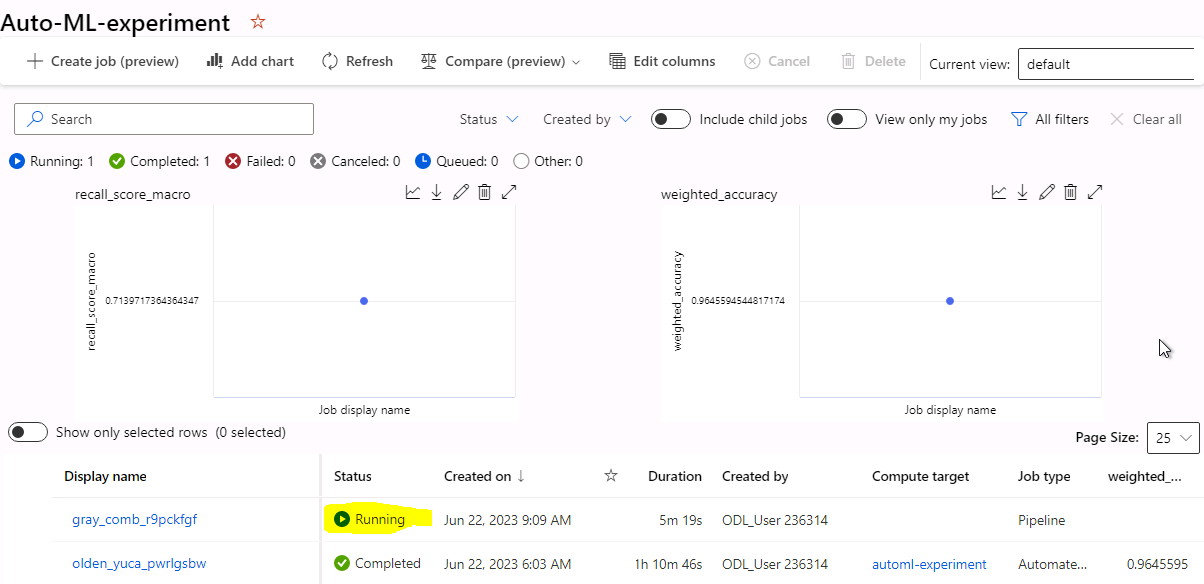 Auto-ML-experiment
Create job (preview) Add chart Refresh Compare (preview) Edit columns Cancel Delete Current view: default
Search Status Created by Include child jobs View only my jobs All filters Clear all
Running: 1 Completed: 1 Failed: 0 Canceled: 0 Queued: 0 Other: 0
recall_score_macro weighted_accuracy
recall_score_macro 0.7139717364364347 weighted_accuracy 0.9645594544817174
Job display name Job display name
Show only selected rows (0 selected) Page Size: 25
Display name Status Created on Duration Created by Compute target Job type weighted_...
gray_comb_r9pckfgf Running Jun 22, 2023 9:09 AM 5m 19s ODL_User 236314 Pipeline
olden_yuca_pwrlgsbw Completed Jun 22, 2023 6:03 AM 1h 10m 46s ODL_User 236314 automl-experiment Automate... 0.9645595